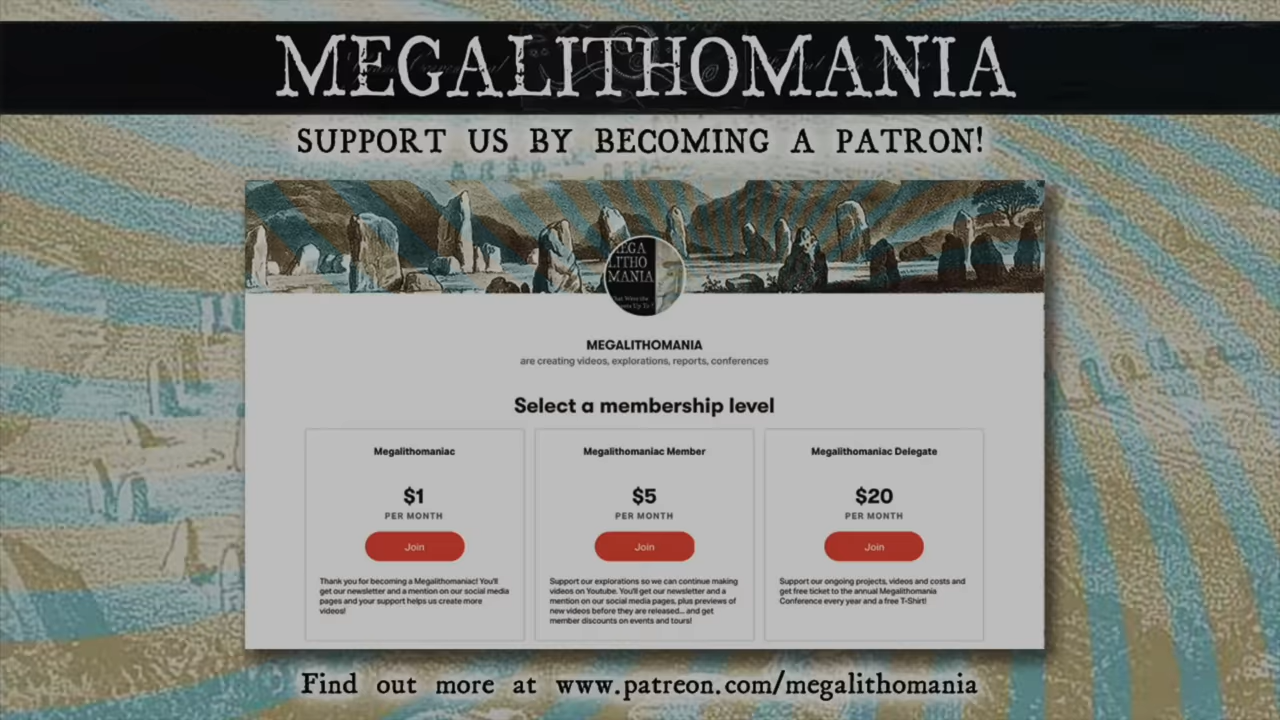 MEGALITHOMANIA
SUPPORT US BY BECOMING A PATRON!
MEGA
LITHO
MANIA
MEGALITHOMANIA
are creating videos, explorations, reports, conferences
Select a membership level
Megalithomaniac
$1
PER MONTH
Join
Thank you for becoming a Megalithomaniac! You'll
get our newsletter and a mention on our social media
pages and your support helps us create more
videos!
Megalithomaniac Member
$5
PER MONTH
Join
Support our explorations so we can continue making
videos on Youtube. You'll get our newsletter and a
mention on our social media pages, plus previews of
new videos before they are released... and get
member discounts on events and tours!
Megalithomaniac Delegate
$20
PER MONTH
Join
Support our ongoing projects, videos and costs and
get free ticket to the annual Megalithomania
Conference every year and a free T-Shirt!
Find out more at www.patreon.com/megalithomania